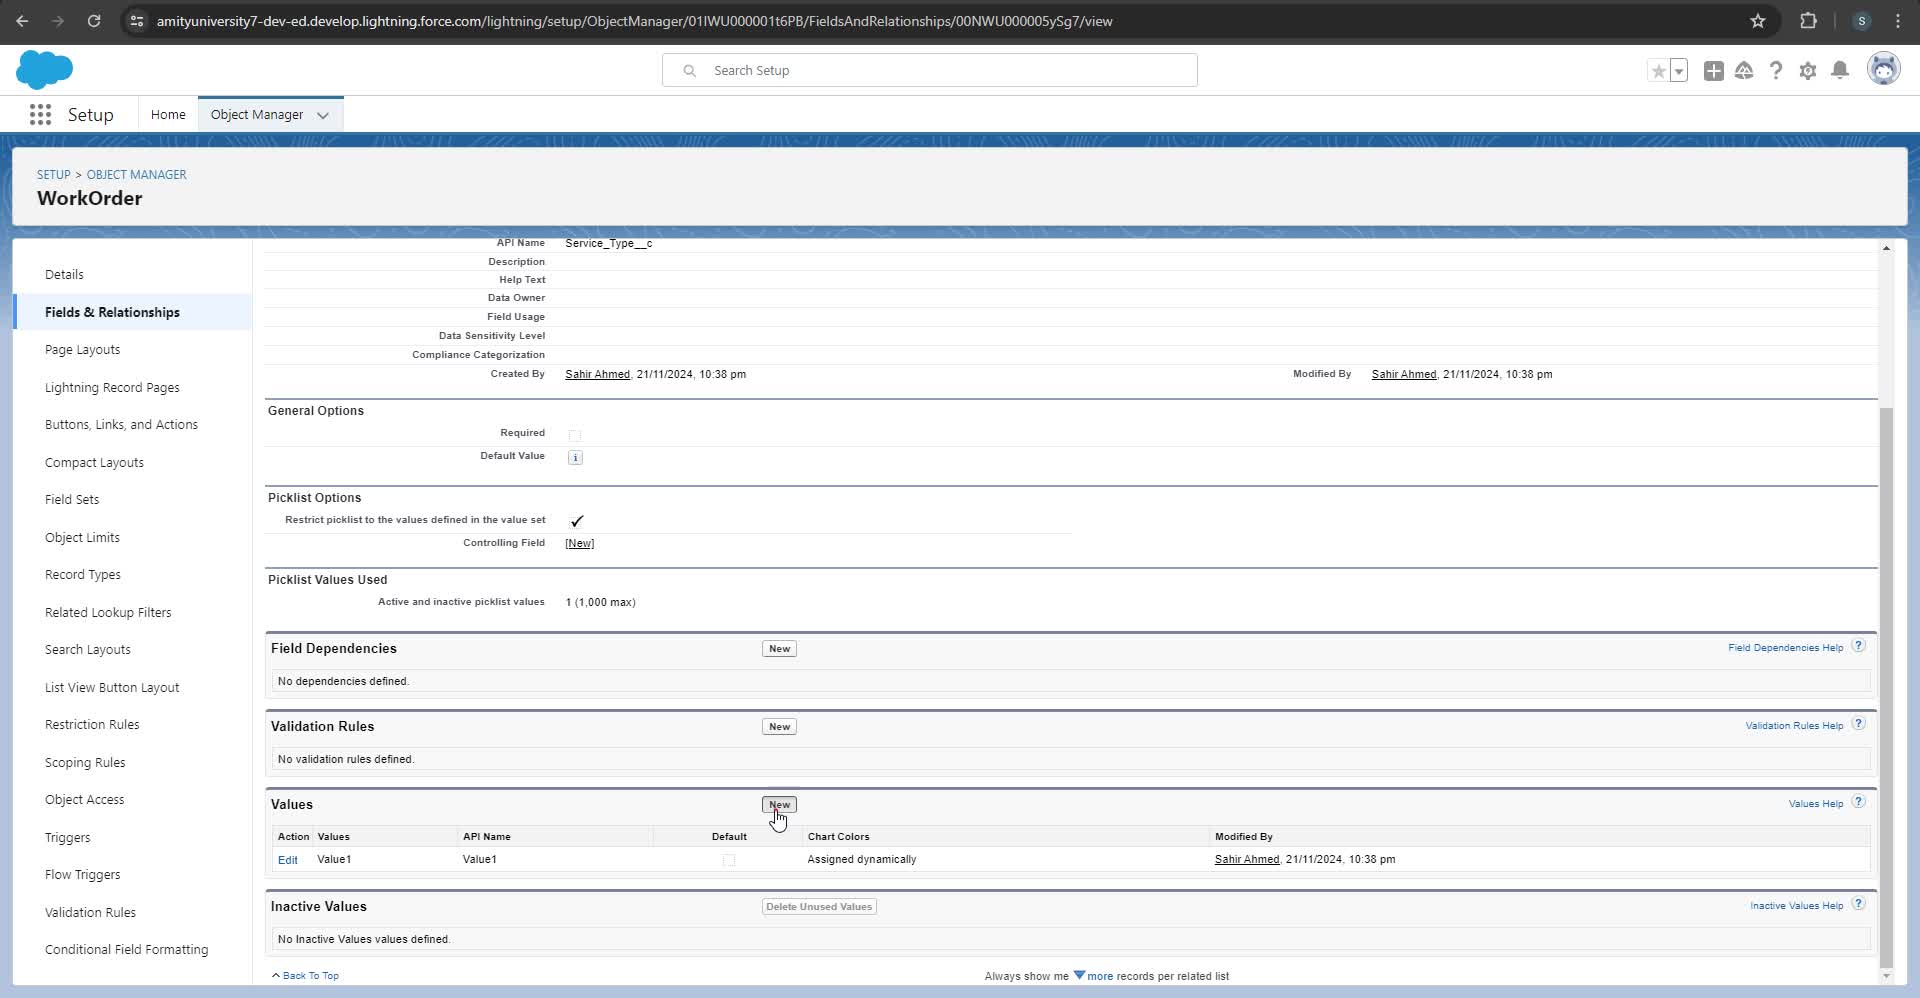 amityuniversity7-dev-ed.develop.lightning.force.com/lightning/setup/ObjectManager/01IWU000001t6PB/FieldsAndRelationships/00NWU000005ySg7/view
S
Search Setup
Setup
Home
Object Manager
SETUP > OBJECT MANAGER
WorkOrder
Details
Fields & Relationships
Page Layouts
Lightning Record Pages
Buttons, Links, and Actions
Compact Layouts
Field Sets
Object Limits
Record Types
Related Lookup Filters
Search Layouts
List View Button Layout
Restriction Rules
Scoping Rules
Object Access
Triggers
Flow Triggers
Validation Rules
Conditional Field Formatting
API Name Service_Type__c
Description
Help Text
Data Owner
Field Usage
Data Sensitivity Level
Compliance Categorization
Created By Sahir Ahmed, 21/11/2024, 10:38 pm Modified By Sahir Ahmed, 21/11/2024, 10:38 pm
General Options
Required
Default Value i
Picklist Options
Restrict picklist to the values defined in the value set ✓
Controlling Field [New]
Picklist Values Used
Active and inactive picklist values 1 (1,000 max)
Field Dependencies New Field Dependencies Help ?
No dependencies defined.
Validation Rules New Validation Rules Help ?
No validation rules defined.
Values New Values Help ?
Action Values API Name Default Chart Colors Modified By
Edit Value1 Value1 Assigned dynamically Sahir Ahmed, 21/11/2024, 10:38 pm
Inactive Values Delete Unused Values Inactive Values Help ?
No Inactive Values values defined.
^ Back To Top Always show me ▼ more records per related list